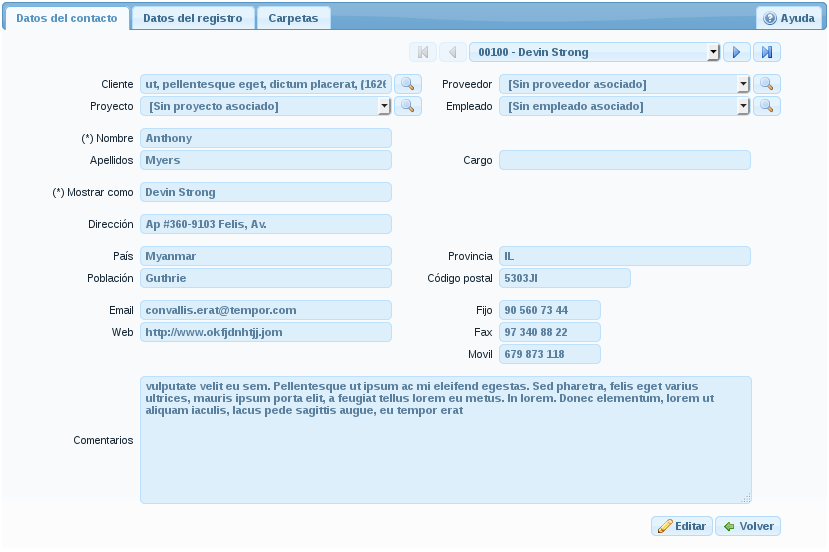 Datos del contacto Datos del registro Carpetas Ayuda
00100 - Devin Strong
Cliente ut, pellentesque eget, dictum placerat, (1626 Proveedor [Sin proveedor asociado]
Proyecto [Sin proyecto asociado] Empleado [Sin empleado asociado]
(*) Nombre Anthony
Apellidos Myers Cargo
(*) Mostrar como Devin Strong
Dirección Ap #360-9103 Felis, Av.
País Myanmar Provincia IL
Población Guthrie Código postal 5303JI
Email convallis.erat@tempor.com Fijo 90 560 73 44
Web http://www.okfjdnhtjj.jom Fax 97 340 88 22
Movil 679 873 118
vulputate velit eu sem. Pellentesque ut ipsum ac mi eleifend egestas. Sed pharetra, felis eget varius
ultrices, mauris ipsum porta elit, a feugiat tellus lorem eu metus. In lorem. Donec elementum, lorem ut
aliquam iaculis, lacus pede sagittis augue, eu tempor erat
Comentarios
Editar Volver